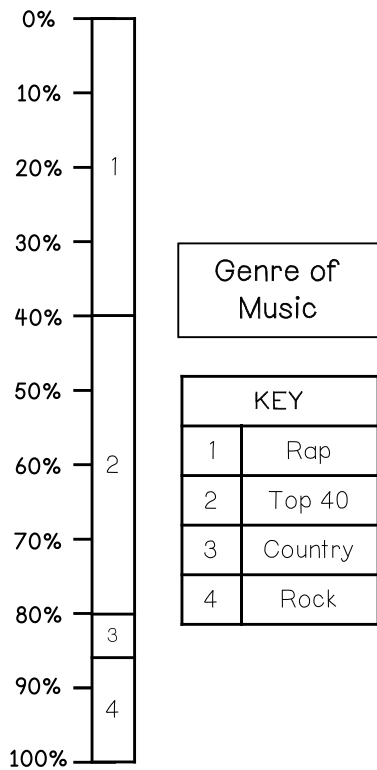 0%
10%
20%
30%
40%
50%
60%
70%
80%
90%
100%
1
2
3
4
Genre of
Music
KEY
1 Rap
2 Top 40
3 Country
4 Rock